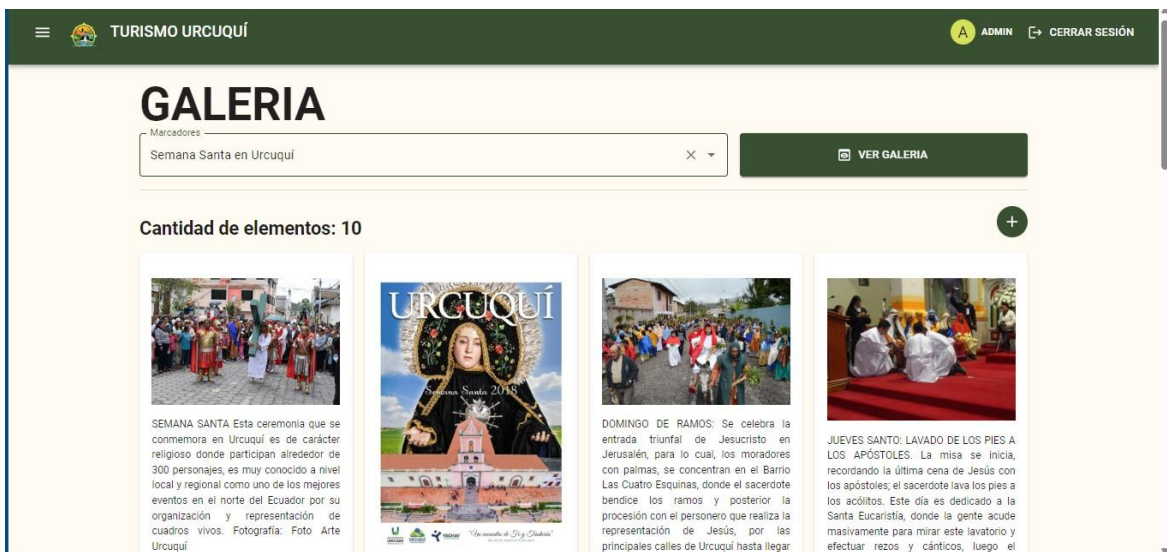 TURISMO URCUQUÍ
A ADMIN CERRAR SESIÓN
GALERIA
Marcadores
Semana Santa en Urcuquí
VER GALERIA
Cantidad de elementos: 10
SEMANA SANTA Esta ceremonia que se
conmemora en Urcuquí es de carácter
religioso donde participan alrededor de
300 personajes, es muy conocido a nivel
local y regional como uno de los mejores
eventos en el norte del Ecuador por su
organización y representación de
cuadros vivos. Fotografía: Foto Arte
Urcuquí
URCUQUÍ
Semana Santa 2018
URCUQUÍ
YACHAY
"Un encuentro de Fe y Tradición"
DOMINGO DE RAMOS: Se celebra la
entrada triunfal de Jesucristo en
Jerusalén, para lo cual, los moradores
con palmas, se concentran en el Barrio
Las Cuatro Esquinas, donde el sacerdote
bendice los ramos y posterior la
procesión con el personero que realiza la
representación de Jesús, por las
principales calles de Urcuquí hasta llegar
JUEVES SANTO: LAVADO DE LOS PIES A
LOS APÓSTOLES. La misa se inicia,
recordando la última cena de Jesús con
los apóstoles; el sacerdote lava los pies a
los acólitos. Este día es dedicado a la
Santa Eucaristía, donde la gente acude
masivamente para mirar este lavatorio y
efectuar rezos y cánticos, luego el